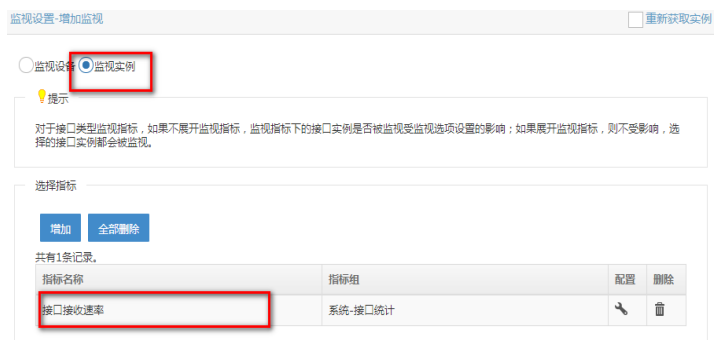 监视设置-增加监视
重新获取实例
监视设备 监视实例
提示
对于接口类型监视指标，如果不展开监视指标，监视指标下的接口实例是否被监视受监视选项设置的影响；如果展开监视指标，则不受影响，选
择的接口实例都会被监视。
选择指标
增加 全部删除
共有1条记录。
指标名称 指标组 配置 删除
接口接收速率 系统-接口统计